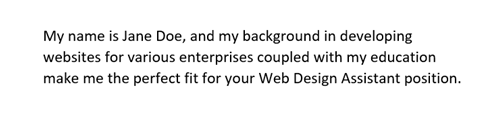 My name is Jane Doe, and my background in developing
websites for various enterprises coupled with my education
make me the perfect fit for your Web Design Assistant position.